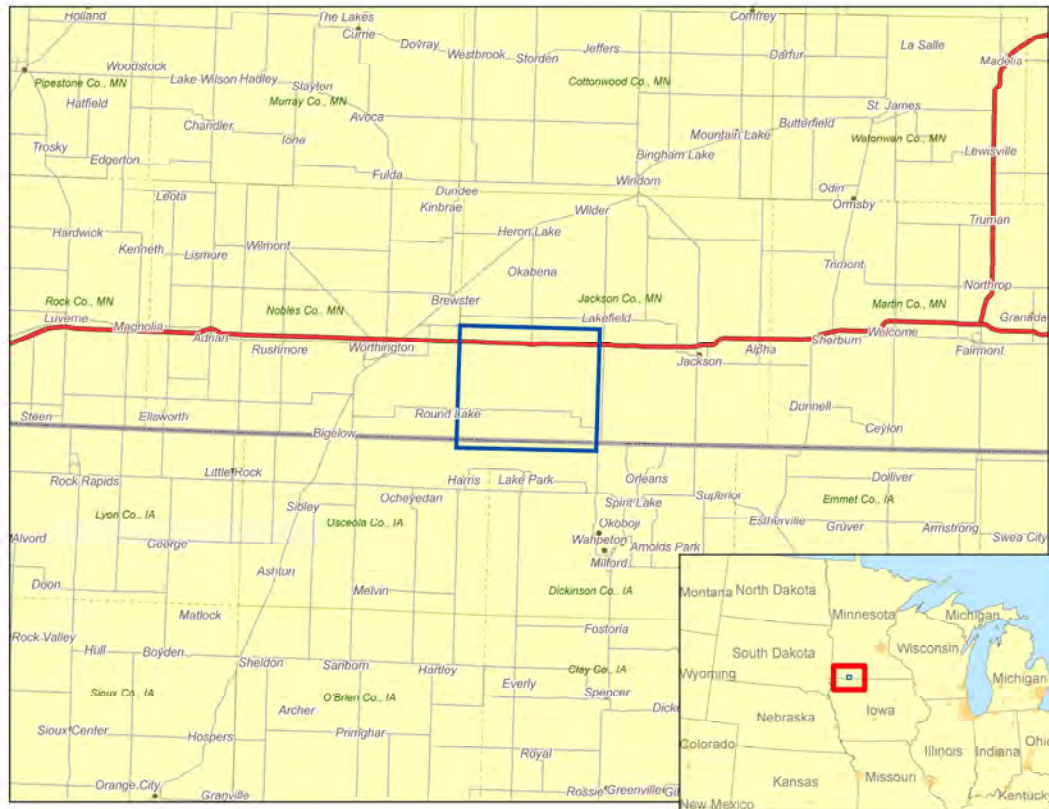 Holland
The Lakes
Currie
Comfrey
Dovray
Westbrook
Storden
Jeffers
Darfur
La Salle
Madelia
Woodstock
Lake Wilson
Hadley
Slayton
Pipestone Co., MN
Murray Co., MN
Cottonwood Co., MN
Hatfield
Avoca
Chandler
Iona
St. James
Butterfield
Mountain Lake
Watonwan Co., MN
Trosky
Edgerton
Bingham Lake
Lewisville
Fulda
Dundee
Windom
Odin
Ormsby
Leota
Kinbrae
Wilder
Truman
Hardwick
Kenneth
Lismore
Wilmont
Heron Lake
Okabena
Trimont
Northrop
Rock Co., MN
Nobles Co., MN
Brewster
Jackson Co., MN
Martin Co., MN
Luverne
Magnolia
Adrian
Rushmore
Worthington
Lakefield
Jackson
Alpha
Sherburn
Welcome
Granada
Fairmont
Steen
Ellsworth
Bigelow
Round Lake
Dunnell
Ceylon
Rock Rapids
Little Rock
Harris
Lake Park
Orleans
Dolliver
Sibley
Ocheyedan
Spirit Lake
Superior
Emmet Co., IA
Lyon Co., IA
Osceola Co., IA
Okoboji
Estherville
Gruver
Armstrong
Swea City
Alvord
George
Wahpeton
Arnolds Park
Milford
Doon
Ashton
Melvin
Dickinson Co., IA
Matlock
Rock Valley
Hull
Boyden
Sheldon
Sanborn
Hartley
Fostoria
Everly
Clay Co., IA
Spencer
Sioux Co., IA
O'Brien Co., IA
Archer
Primghar
Dicke
Sioux Center
Hospers
Royal
Orange City
Granville
Rossie
Greenville
Gil
Montana
North Dakota
Minnesota
Michigan
South Dakota
Wisconsin
Wyoming
Michigan
Iowa
Nebraska
Colorado
Illinois
Indiana
Ohio
Kansas
Missouri
Kentucky
New Mexico